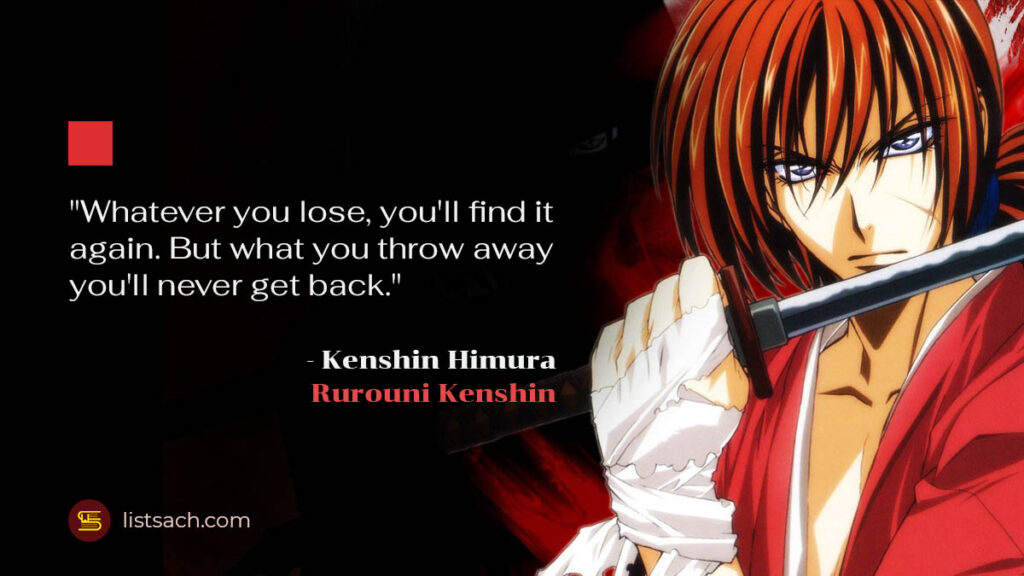 "Whatever you lose, you'll find it
again. But what you throw away
you'll never get back."
- Kenshin Himura
Rurouni Kenshin
listsach.com